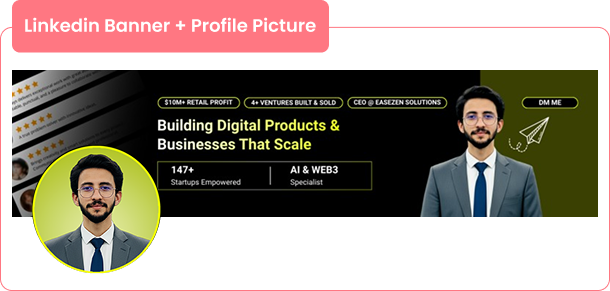 Linkedin Banner + Profile Picture
$10M+ RETAIL PROFIT
4+ VENTURES BUILT & SOLD
CEO @ EASEZEN SOLUTIONS
DM ME
Building Digital Products &
Businesses That Scale
147+
Startups Empowered
AI & WEB3
Specialist